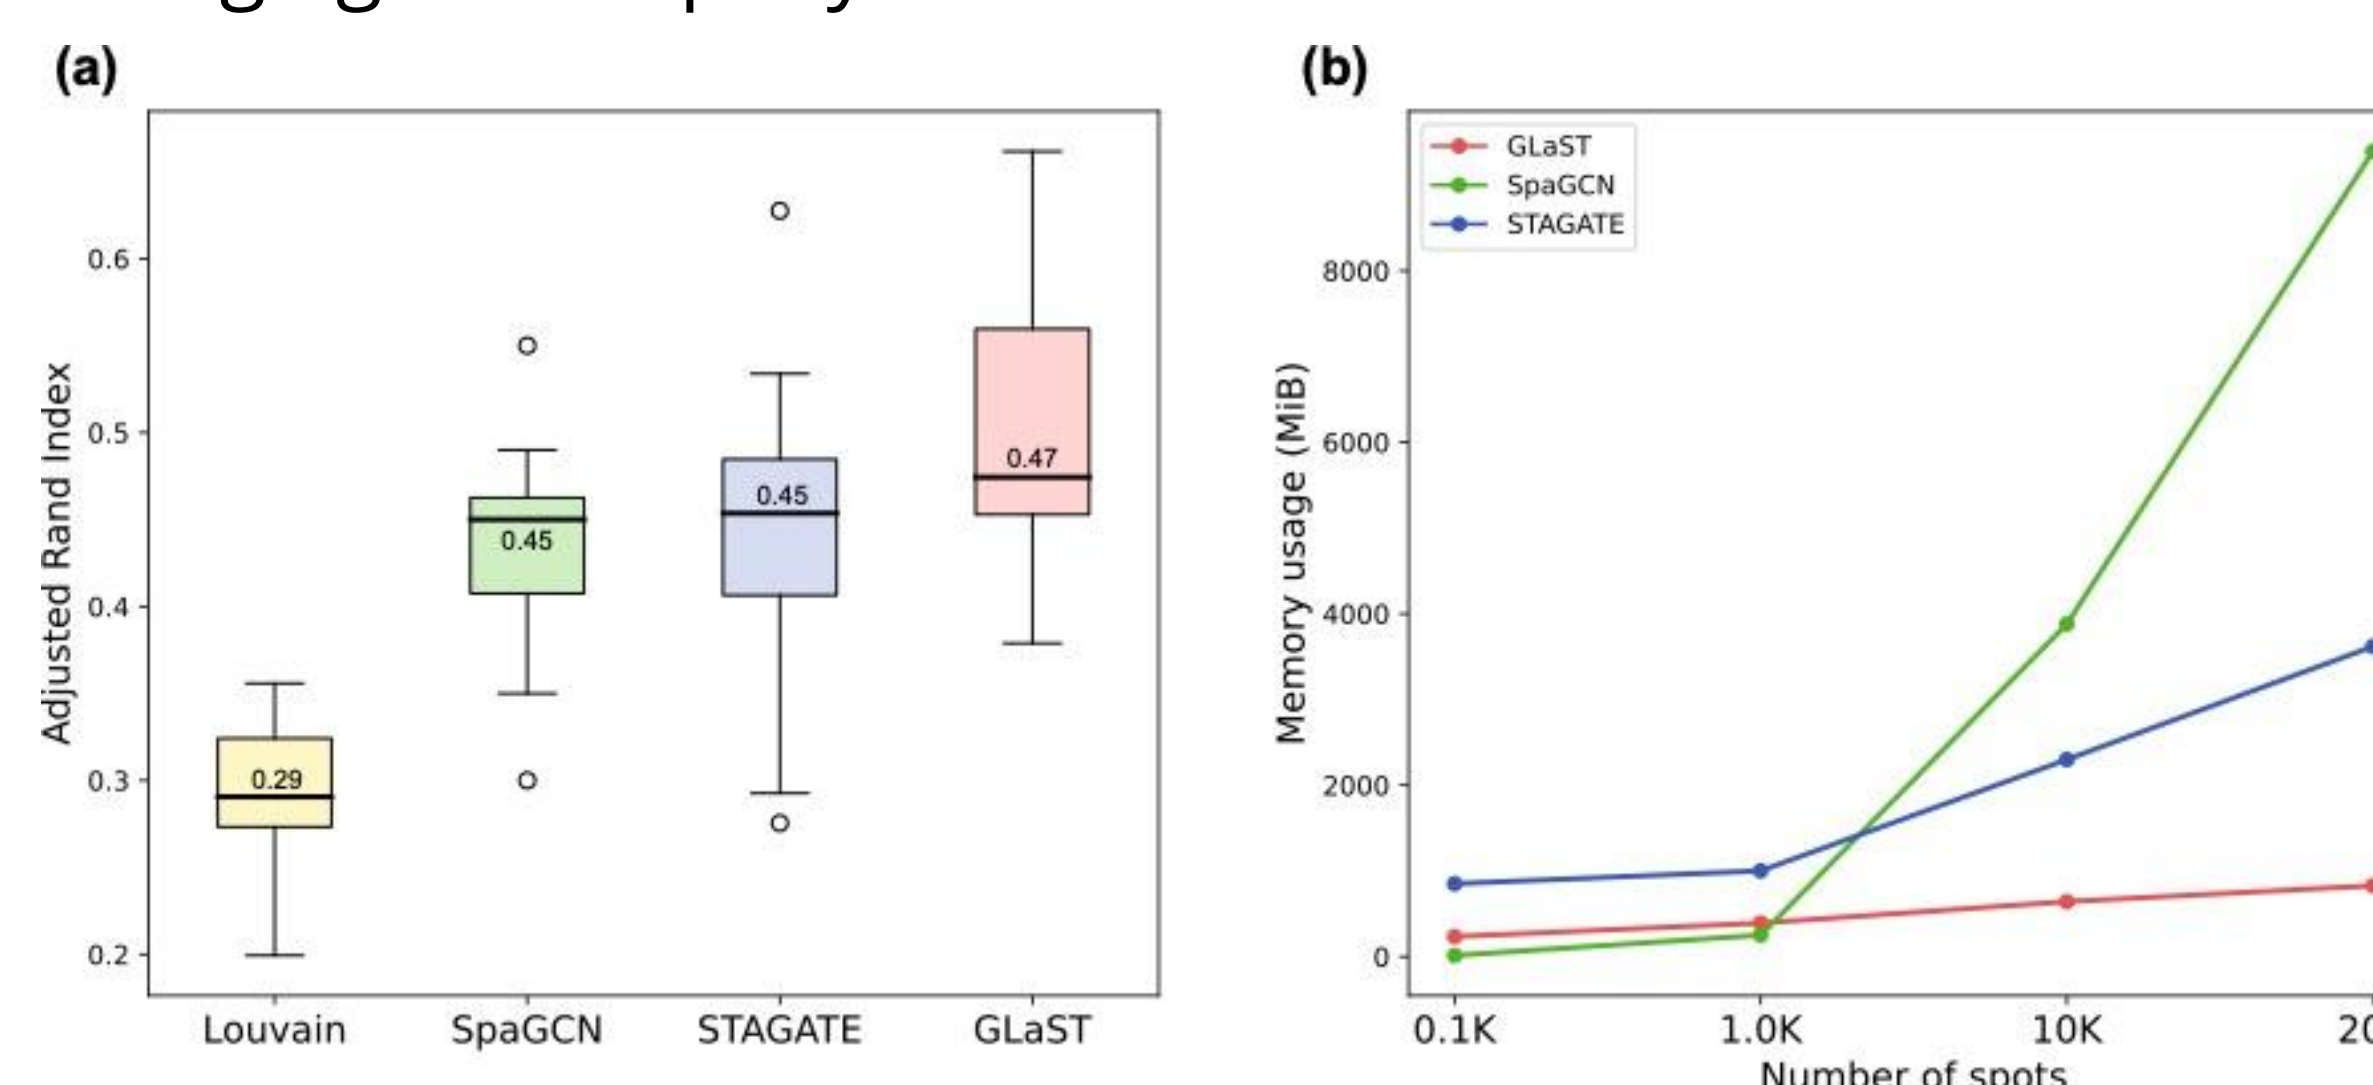 (a)
Adjusted Rand Index
0.6
0.5
0.4
0.3
0.2
0.29
0.45
0.45
0.47
Louvain SpaGCN STAGATE GLaST
(b)
GLaST
SpaGCN
STAGATE
Memory usage (MiB)
8000
6000
4000
2000
0
0.1K 1.0K 10K 20
Number of spots